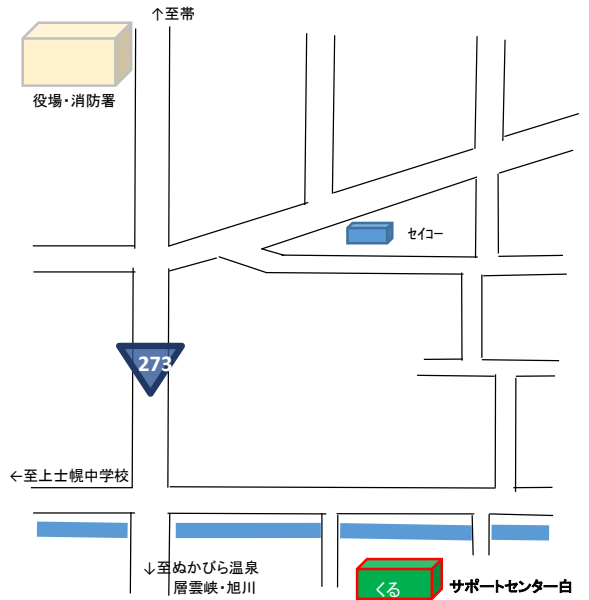 ↑至帯
役場・消防署
セイコー
273
←至上士幌中学校
↓至ぬかびら温泉
層雲峡・旭川
くる
サポートセンター白